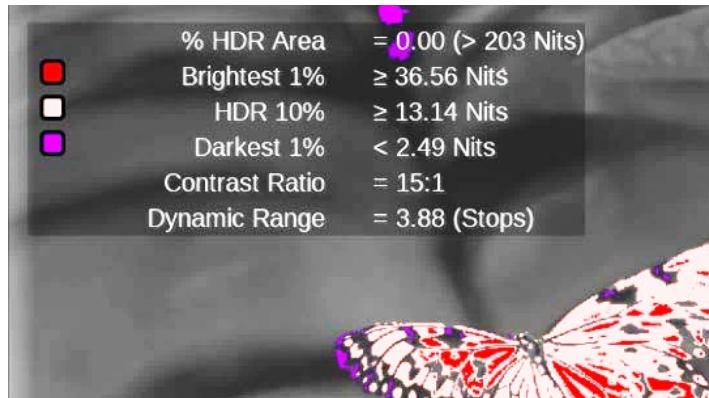 % HDR Area = 0.00 (> 203 Nits)
Brightest 1% ≥ 36.56 Nits
HDR 10% ≥ 13.14 Nits
Darkest 1% < 2.49 Nits
Contrast Ratio = 15:1
Dynamic Range = 3.88 (Stops)